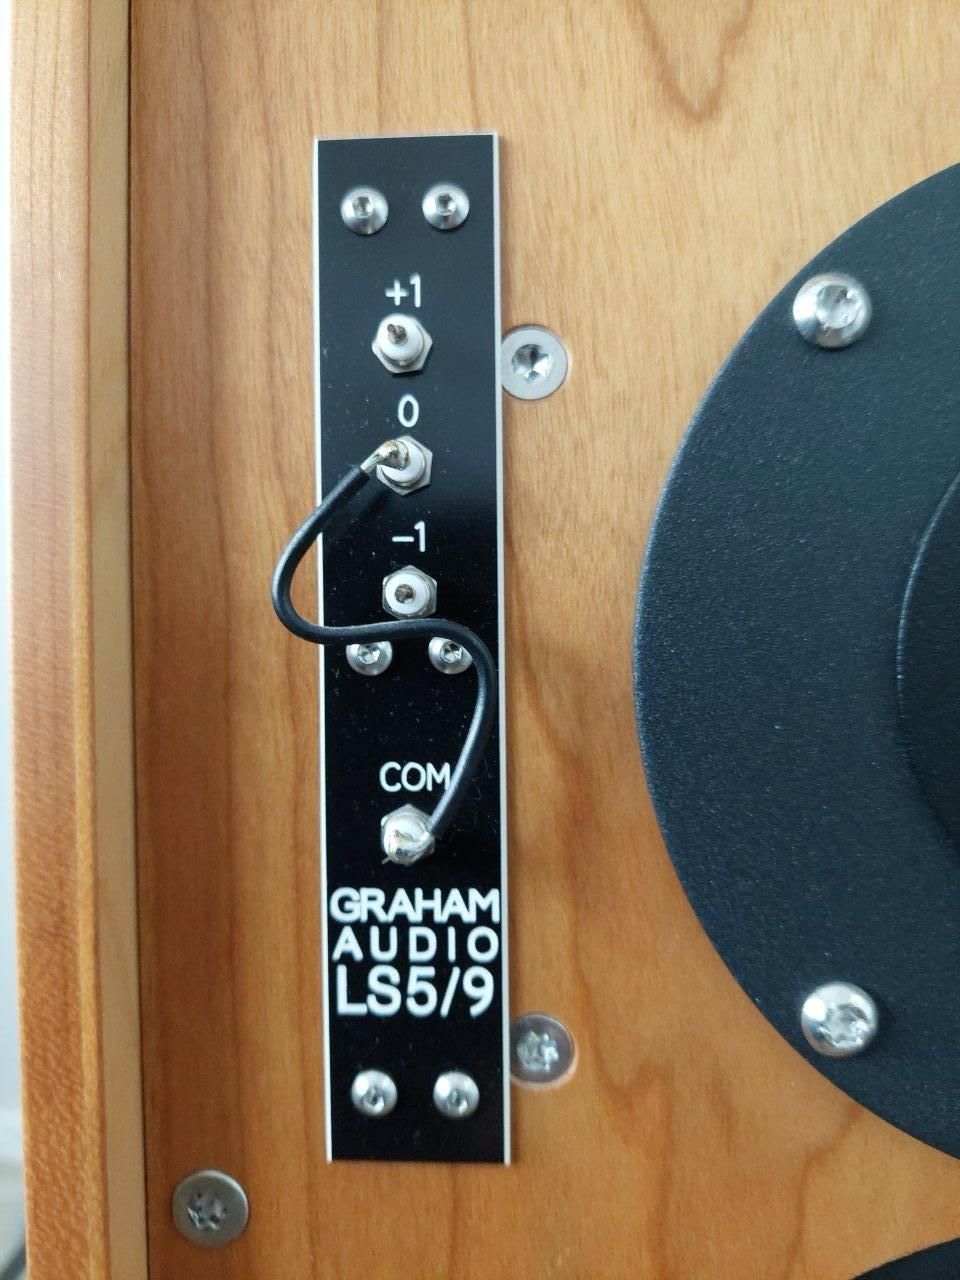 +1
0
−1
COM
GRAHAM
AUDIO
LS5/9